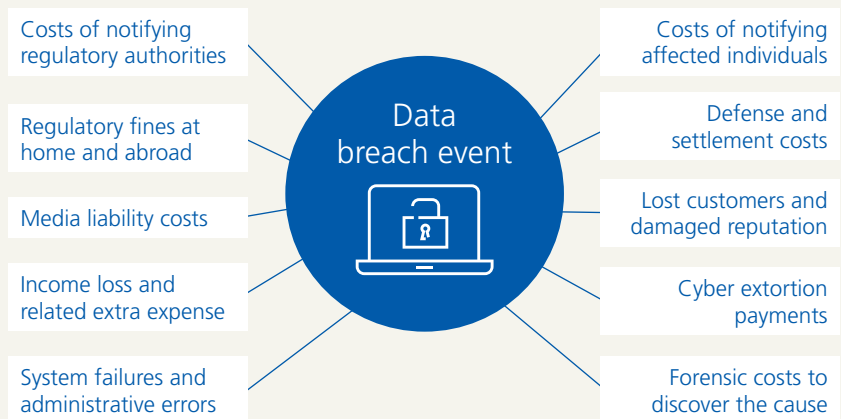 Costs of notifying
regulatory authorities
Regulatory fines at
home and abroad
Media liability costs
Income loss and
related extra expense
System failures and
administrative errors
Data
breach event
Costs of notifying
affected individuals
Defense and
settlement costs
Lost customers and
damaged reputation
Cyber extortion
payments
Forensic costs to
discover the cause